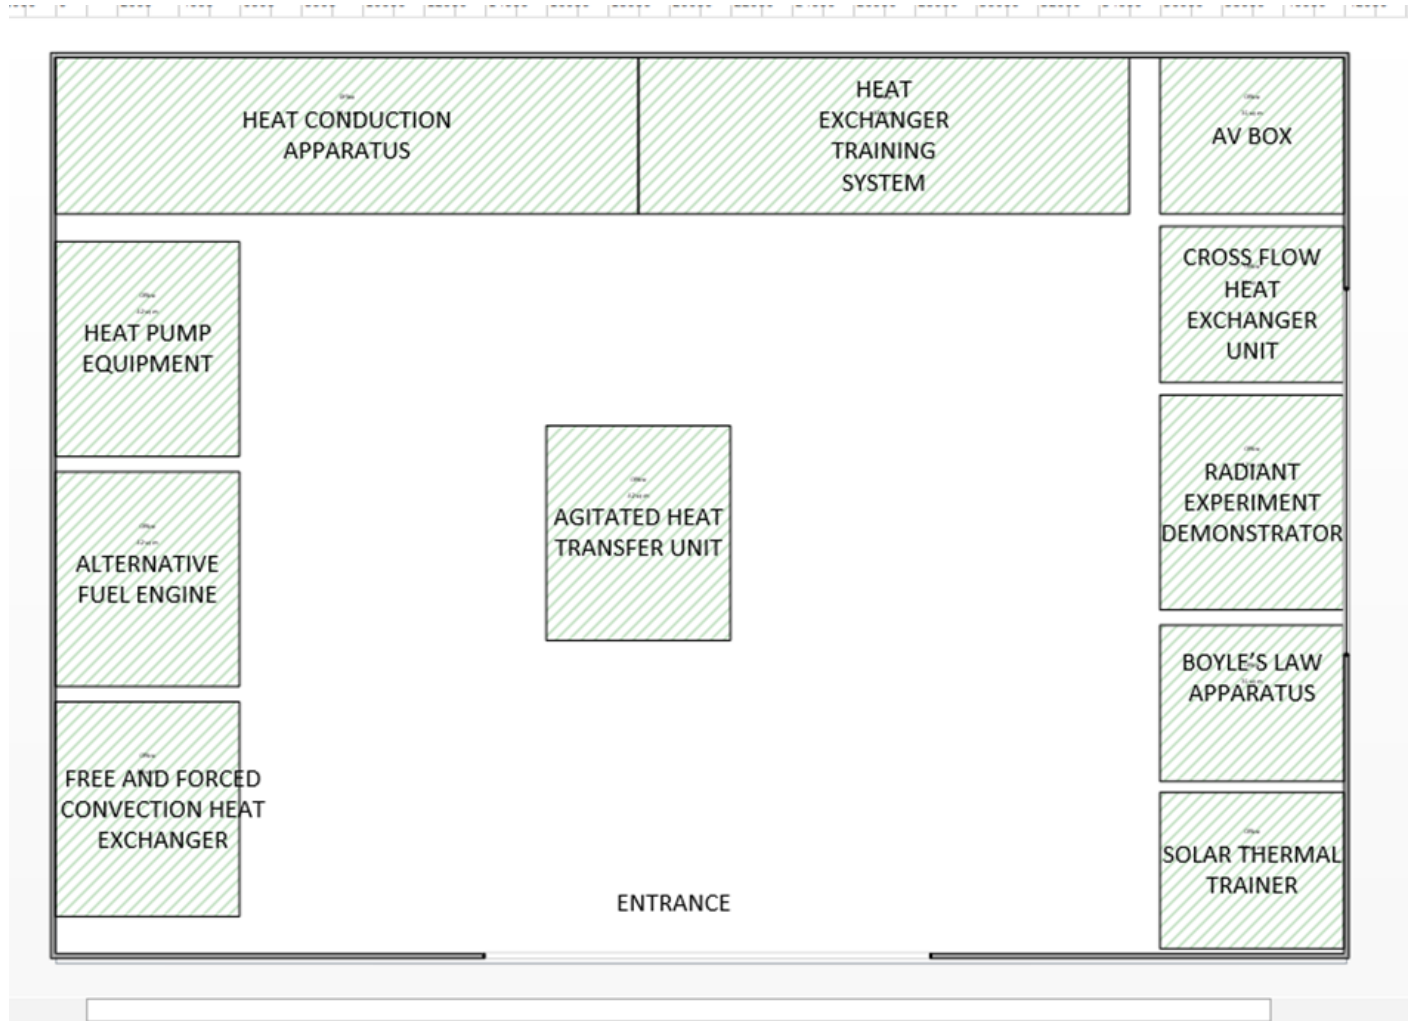 HEAT CONDUCTION
APPARATUS
HEAT
EXCHANGER
TRAINING
SYSTEM
AV BOX
CROSS FLOW
HEAT
EXCHANGER
UNIT
HEAT PUMP
EQUIPMENT
RADIANT
EXPERIMENT
DEMONSTRATOR
AGITATED HEAT
TRANSFER UNIT
ALTERNATIVE
FUEL ENGINE
BOYLE’S LAW
APPARATUS
FREE AND FORCED
CONVECTION HEAT
EXCHANGER
SOLAR THERMAL
TRAINER
ENTRANCE